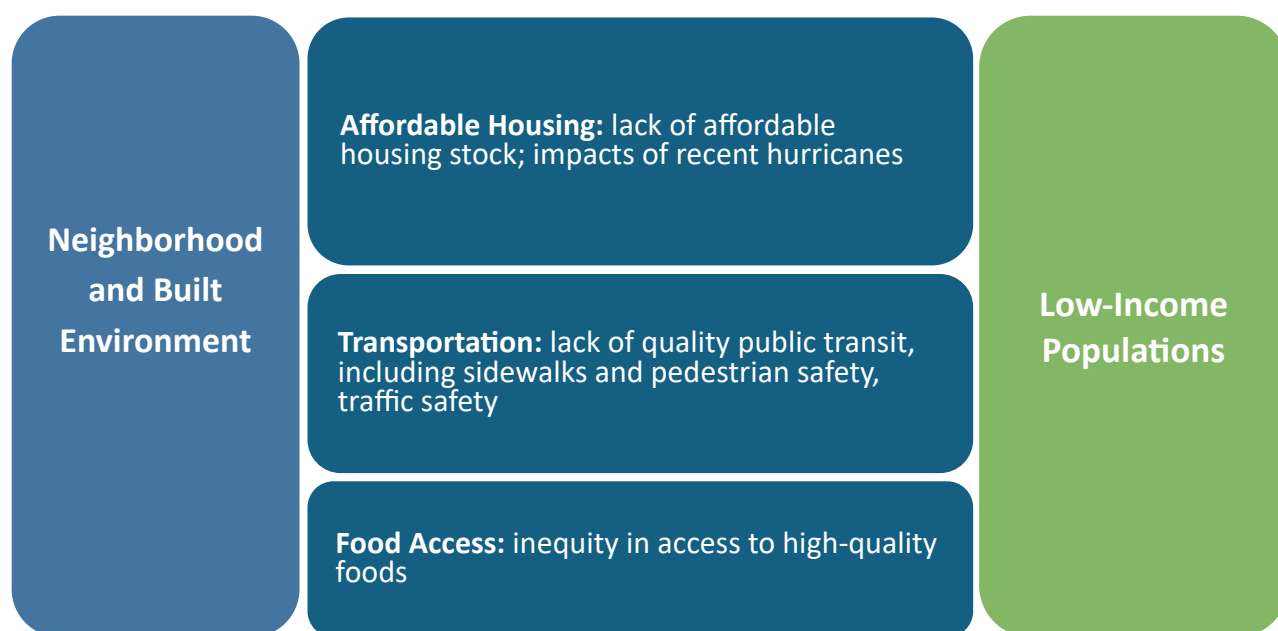 Neighborhood
and Built
Environment
Affordable Housing: lack of affordable
housing stock; impacts of recent hurricanes
Transportation: lack of quality public transit,
including sidewalks and pedestrian safety,
traffic safety
Food Access: inequity in access to high-quality
foods
Low-Income
Populations